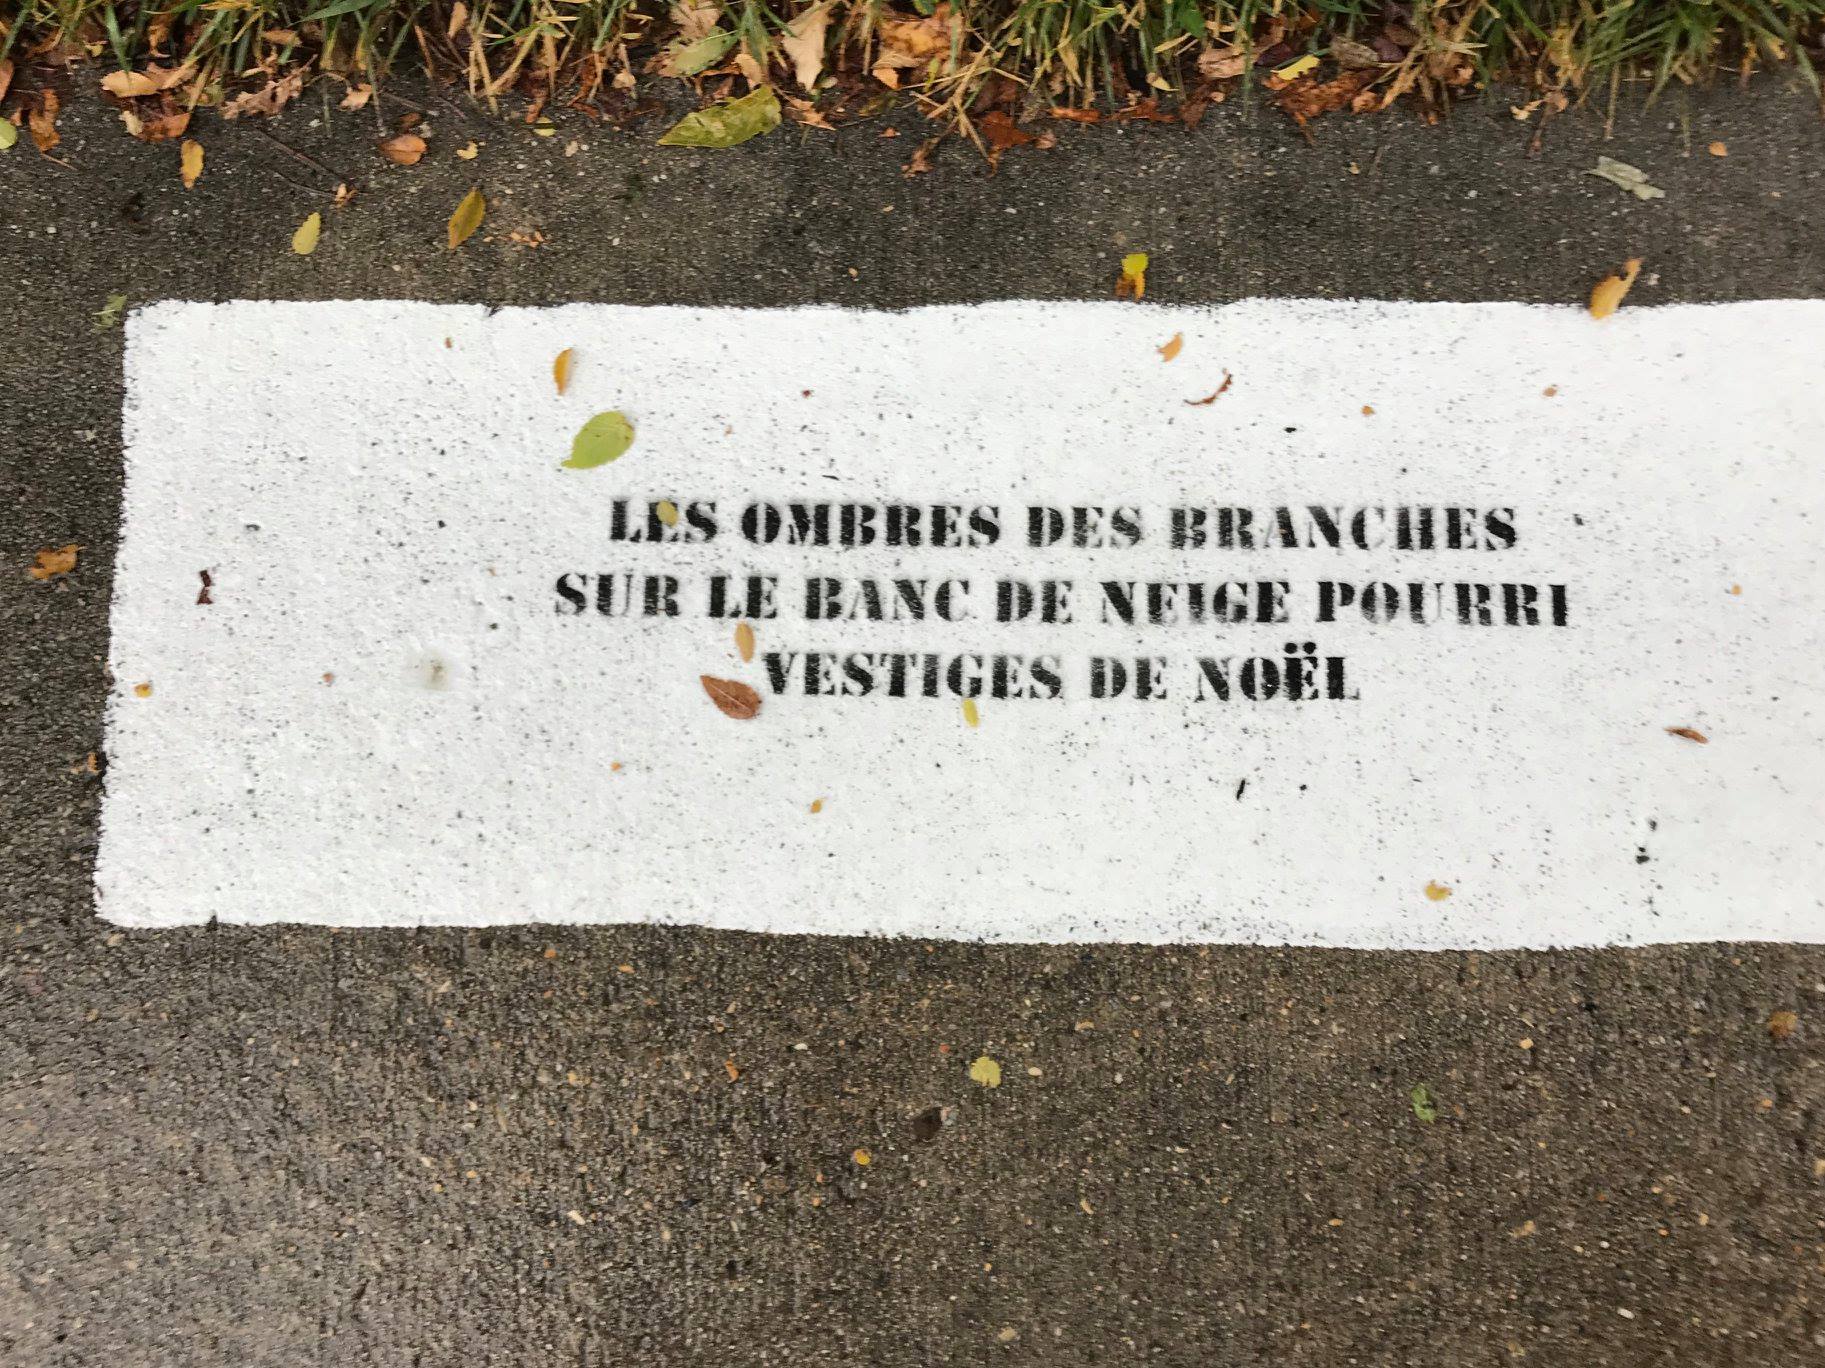 LES OMBRES DES BRANCHES
SUR LE BANC DE NEIGE POURRI
VESTIGES DE NOËL